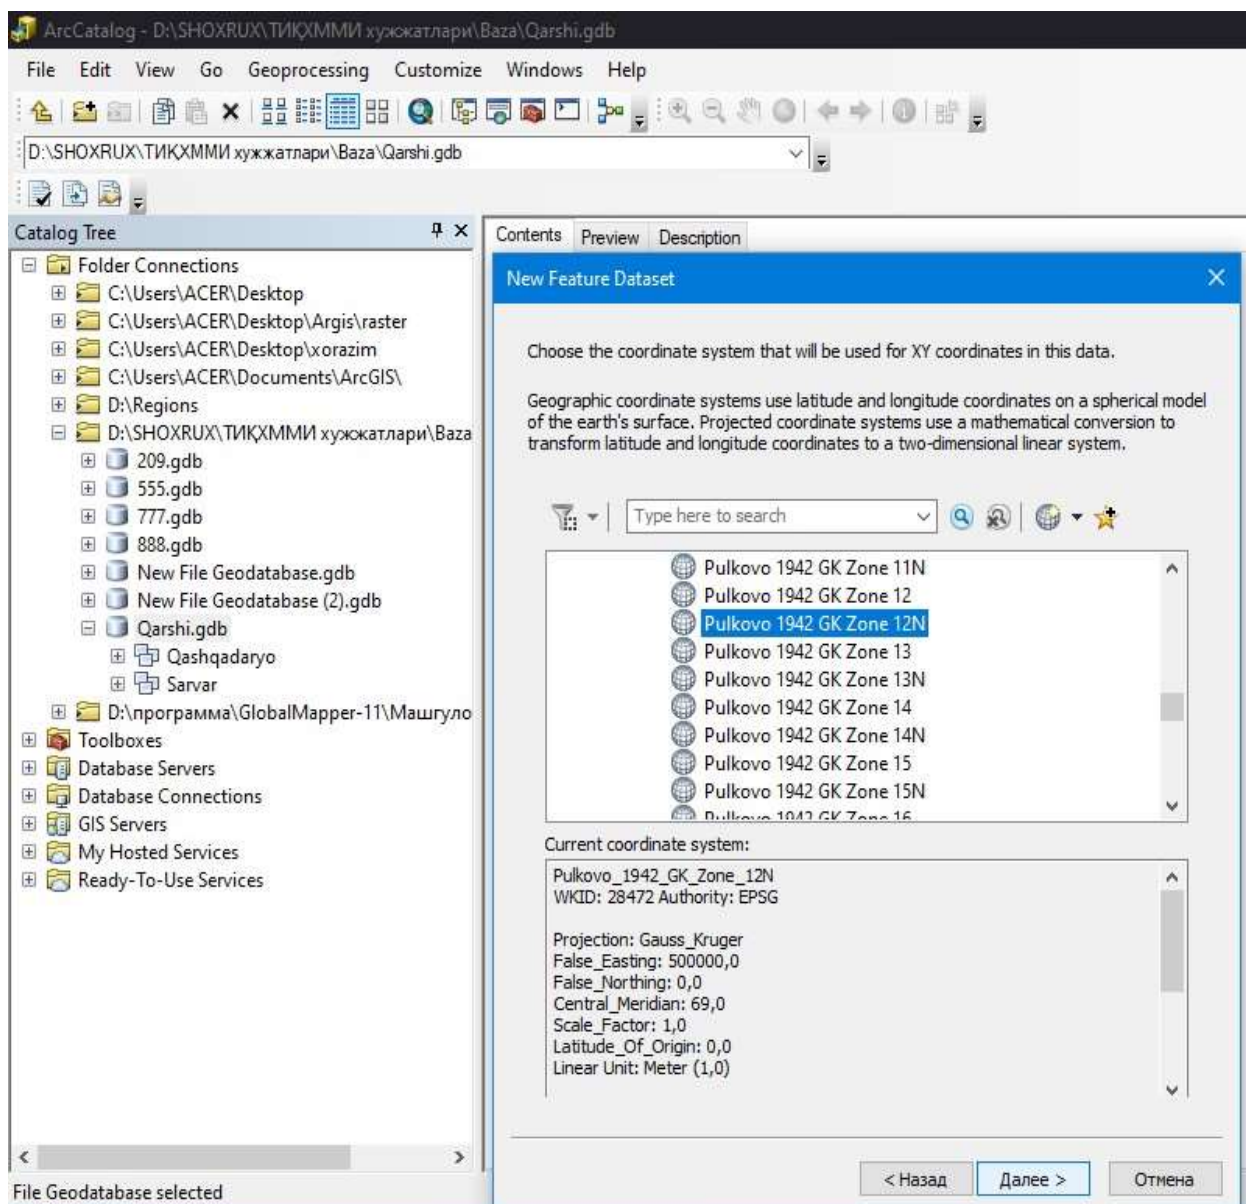 ArcCatalog - D:\SHOXRUX\ТИҚХММИ хужжатлари\Baza\Qarshi.gdb
File Edit View Go Geoprocessing Customize Windows Help
D:\SHOXRUX\ТИҚХММИ хужжатлари\Baza\Qarshi.gdb
Catalog Tree
Folder Connections
C:\Users\ACER\Desktop
C:\Users\ACER\Desktop\Argis\raster
C:\Users\ACER\Desktop\xorazim
C:\Users\ACER\Documents\ArcGIS\
D:\Regions
D:\SHOXRUX\ТИҚХММИ хужжатлари\Baza
209.gdb
555.gdb
777.gdb
888.gdb
New File Geodatabase.gdb
New File Geodatabase (2).gdb
Qarshi.gdb
Qashqadaryo
Sarvar
D:\программа\GlobalMapper-11\Машгуло
Toolboxes
Database Servers
Database Connections
GIS Servers
My Hosted Services
Ready-To-Use Services
File Geodatabase selected
Contents Preview Description
New Feature Dataset
Choose the coordinate system that will be used for XY coordinates in this data.
Geographic coordinate systems use latitude and longitude coordinates on a spherical model
of the earth's surface. Projected coordinate systems use a mathematical conversion to
transform latitude and longitude coordinates to a two-dimensional linear system.
Type here to search
Pulkovo 1942 GK Zone 11N
Pulkovo 1942 GK Zone 12
Pulkovo 1942 GK Zone 12N
Pulkovo 1942 GK Zone 13
Pulkovo 1942 GK Zone 13N
Pulkovo 1942 GK Zone 14
Pulkovo 1942 GK Zone 14N
Pulkovo 1942 GK Zone 15
Pulkovo 1942 GK Zone 15N
Pulkovo 1942 GK Zone 16
Current coordinate system:
Pulkovo_1942_GK_Zone_12N
WKID: 28472 Authority: EPSG
Projection: Gauss_Kruger
False_Easting: 500000,0
False_Northing: 0,0
Central_Meridian: 69,0
Scale_Factor: 1,0
Latitude_Of_Origin: 0,0
Linear Unit: Meter (1,0)
< Назад Далее > Отмена